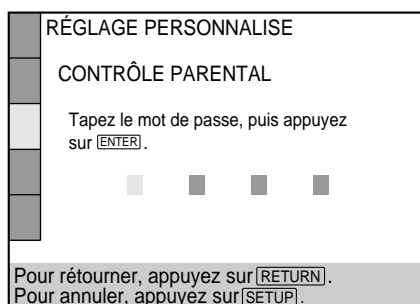 RÉGLAGE PERSONNALISE
CONTRÔLE PARENTAL
Tapez le mot de passe, puis appuyez
sur ENTER.
Pour rétourner, appuyez sur RETURN.
Pour annuler, appuyez sur SETUP.